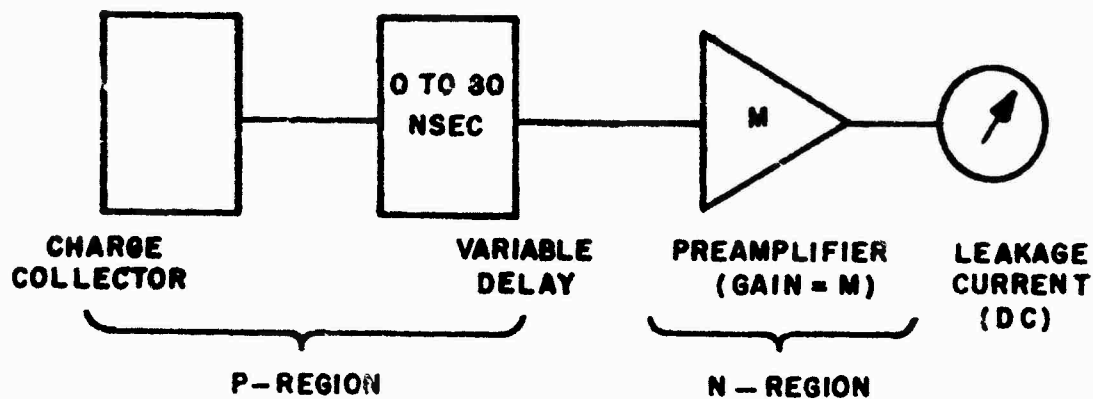 0 TO 30
NSEC
M
CHARGE
COLLECTOR
VARIABLE
DELAY
PREAMPLIFIER
(GAIN = M)
LEAKAGE
CURRENT
(DC)
P-REGION
N-REGION